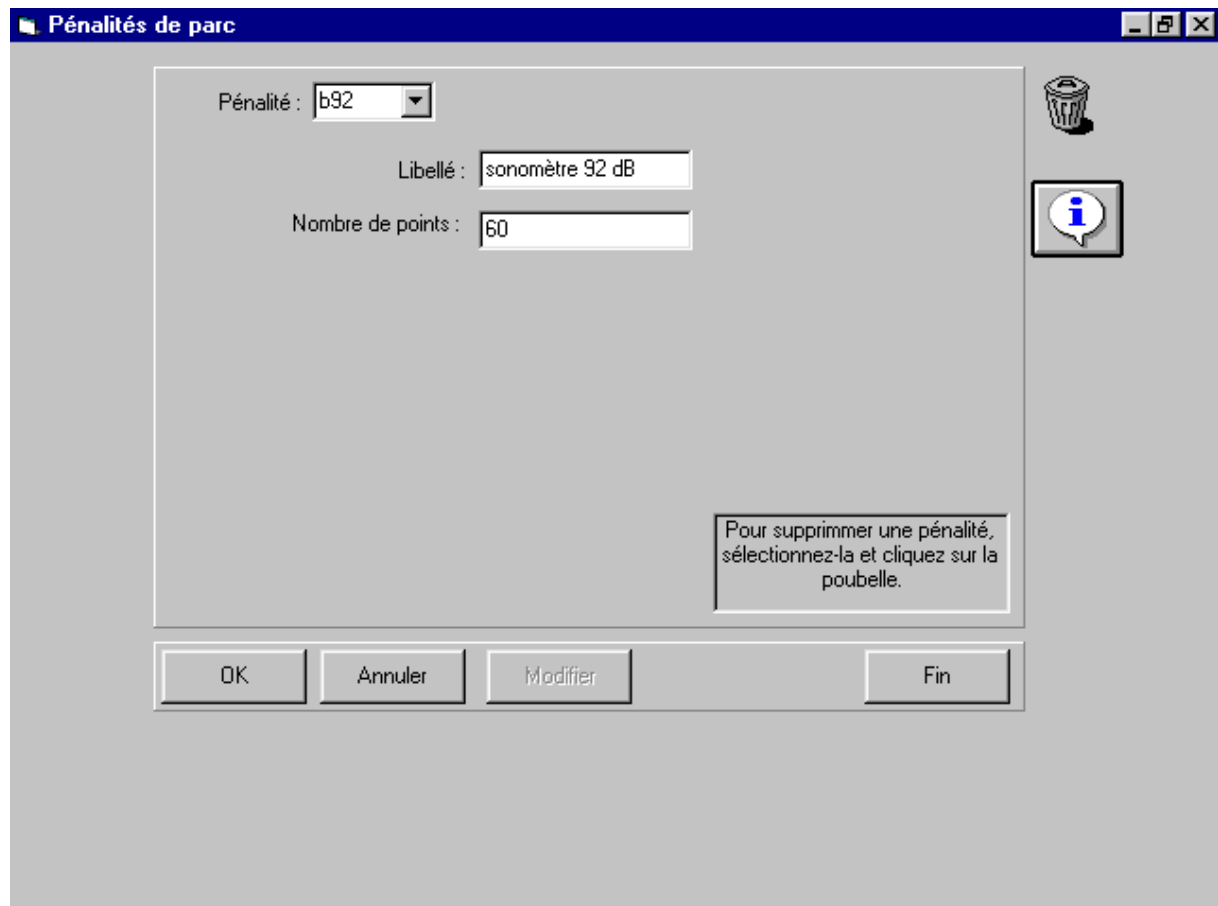 Pénalités de parc
Pénalité : b92
Libellé : sonomètre 92 dB
Nombre de points : 60
Pour supprimmer une pénalité,
sélectionnez-la et cliquez sur la
poubelle.
OK Annuler Modifier Fin